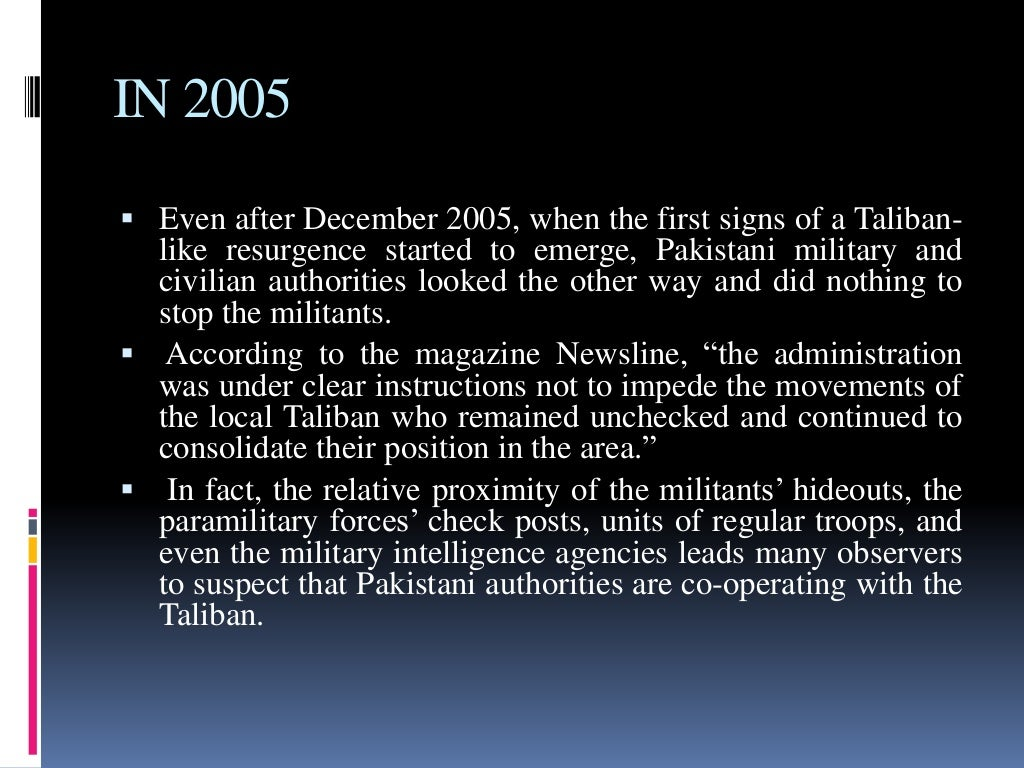 IN 2005
▪ Even after December 2005, when the first signs of a Taliban-
like resurgence started to emerge, Pakistani military and
civilian authorities looked the other way and did nothing to
stop the militants.
▪ According to the magazine Newsline, “the administration
was under clear instructions not to impede the movements of
the local Taliban who remained unchecked and continued to
consolidate their position in the area.”
▪ In fact, the relative proximity of the militants’ hideouts, the
paramilitary forces’ check posts, units of regular troops, and
even the military intelligence agencies leads many observers
to suspect that Pakistani authorities are co-operating with the
Taliban.